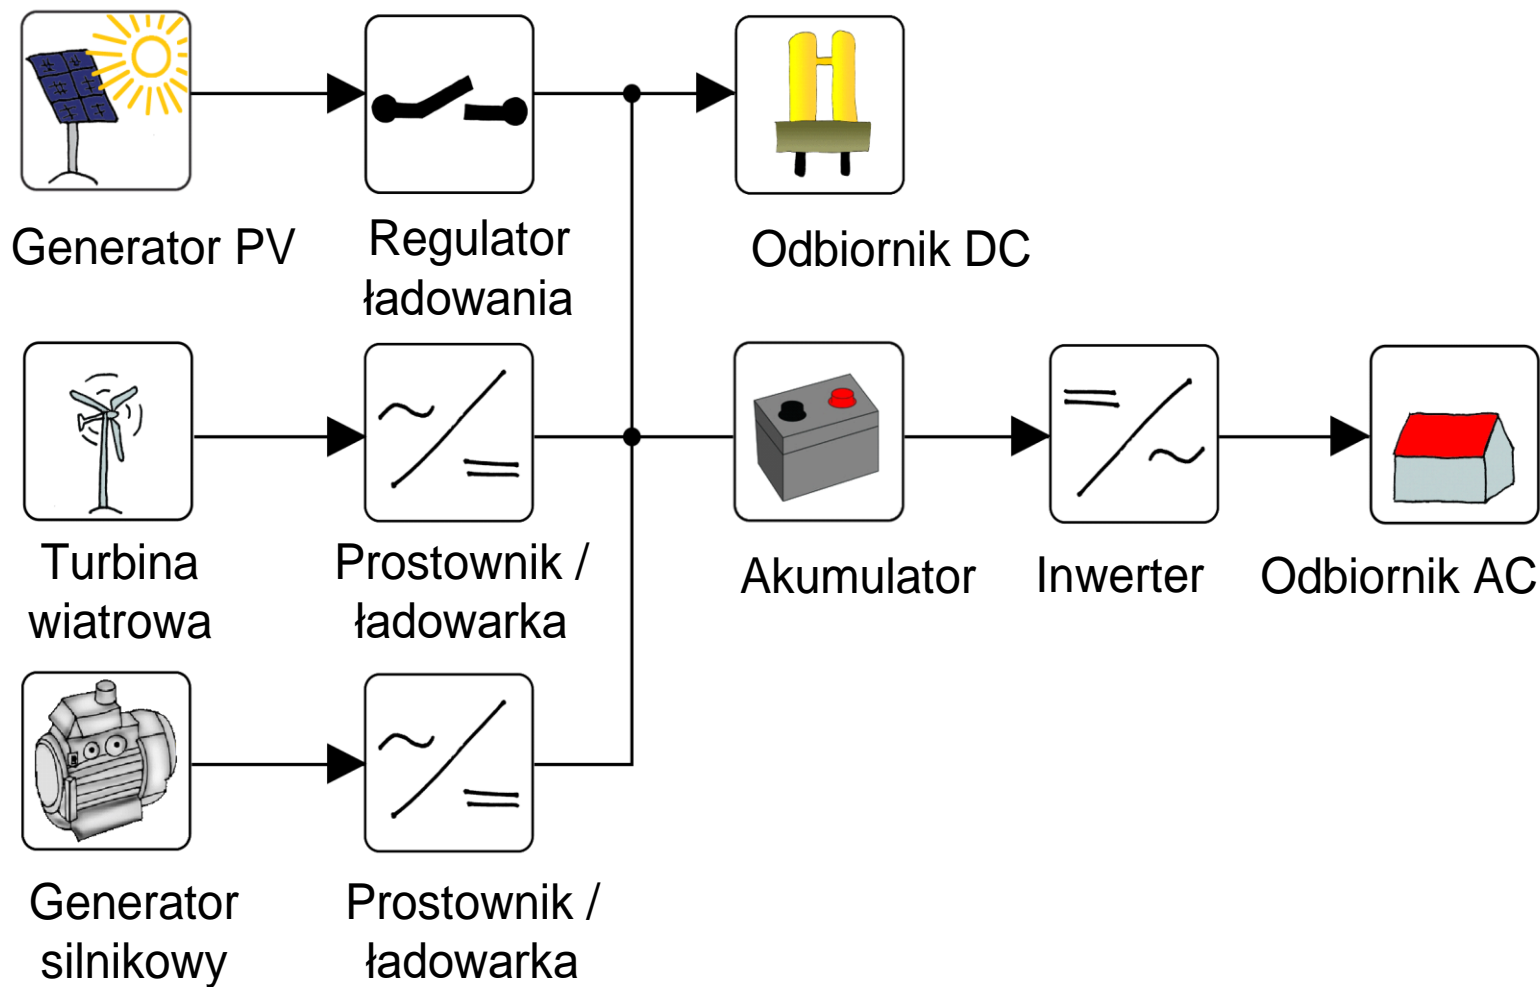 Generator PV
Regulator
ładowania
Odbiornik DC
Turbina
wiatrowa
Prostownik /
ładowarka
Akumulator
Inwerter
Odbiornik AC
Generator
silnikowy
Prostownik /
ładowarka